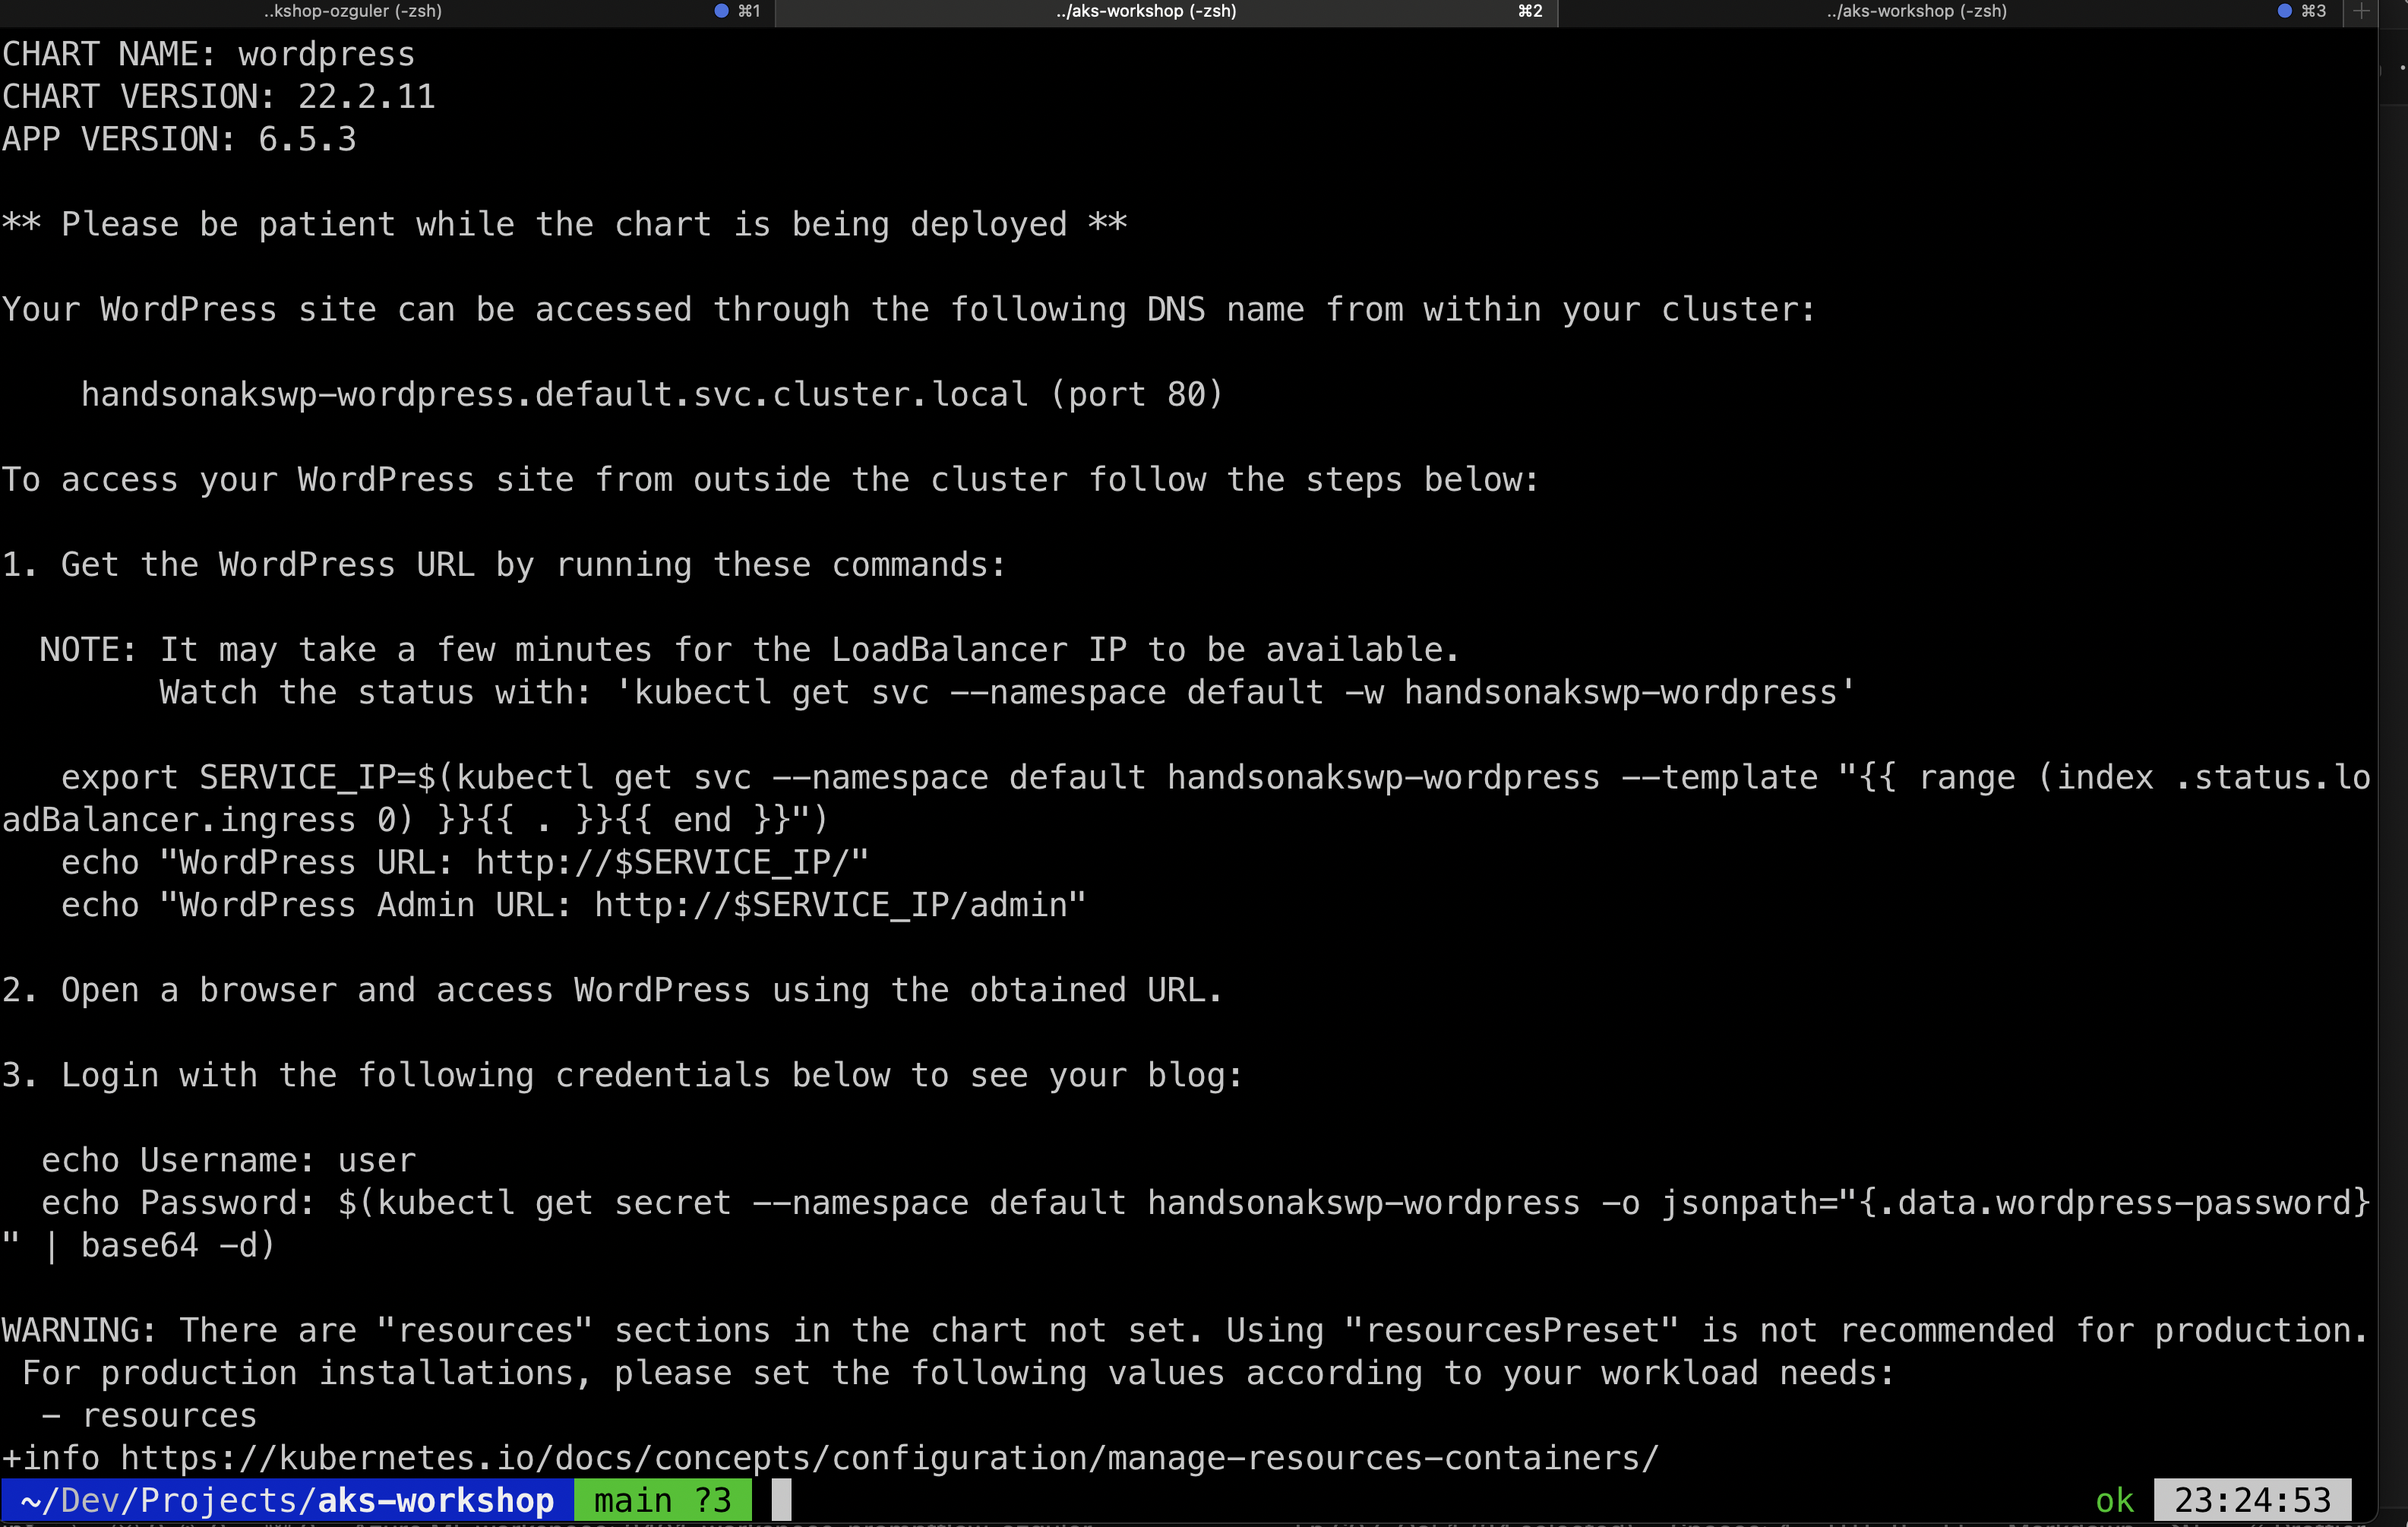 ..kshop-ozguler (-zsh) ⌘1 ../aks-workshop (-zsh) ⌘2 ../aks-workshop (-zsh) ⌘3 +
CHART NAME: wordpress
CHART VERSION: 22.2.11
APP VERSION: 6.5.3
** Please be patient while the chart is being deployed **
Your WordPress site can be accessed through the following DNS name from within your cluster:
handsonakswp-wordpress.default.svc.cluster.local (port 80)
To access your WordPress site from outside the cluster follow the steps below:
1. Get the WordPress URL by running these commands:
NOTE: It may take a few minutes for the LoadBalancer IP to be available.
Watch the status with: 'kubectl get svc --namespace default -w handsonakswp-wordpress'
export SERVICE_IP=$(kubectl get svc --namespace default handsonakswp-wordpress --template "{{ range (index .status.lo
adBalancer.ingress 0) }}{{ . }}{{ end }}")
echo "WordPress URL: http://$SERVICE_IP/"
echo "WordPress Admin URL: http://$SERVICE_IP/admin"
2. Open a browser and access WordPress using the obtained URL.
3. Login with the following credentials below to see your blog:
echo Username: user
echo Password: $(kubectl get secret --namespace default handsonakswp-wordpress -o jsonpath="{.data.wordpress-password}
" | base64 -d)
WARNING: There are "resources" sections in the chart not set. Using "resourcesPreset" is not recommended for production.
For production installations, please set the following values according to your workload needs:
- resources
+info https://kubernetes.io/docs/concepts/configuration/manage-resources-containers/
~/Dev/Projects/aks-workshop main ?3 ok 23:24:53